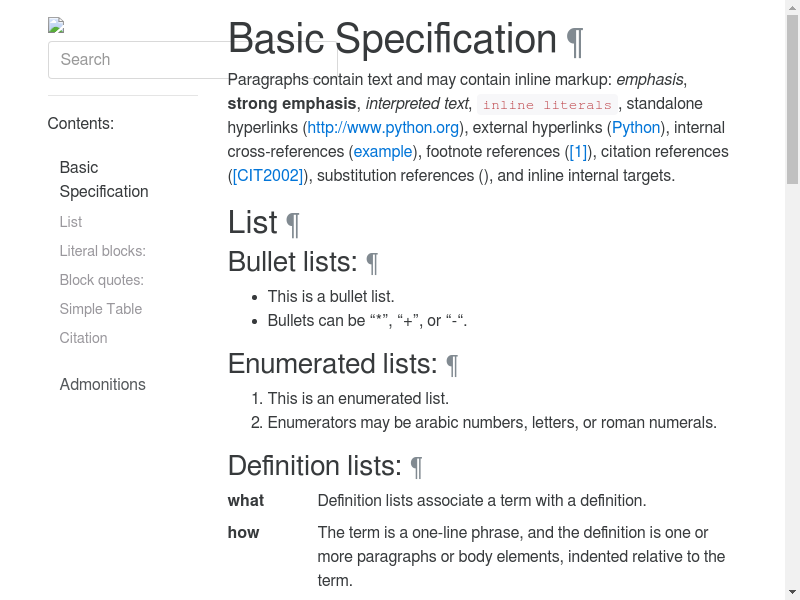 Search
Contents:
Basic
Specification
List
Literal blocks:
Block quotes:
Simple Table
Citation
Admonitions
Basic Specification ¶
Paragraphs contain text and may contain inline markup: emphasis,
strong emphasis, interpreted text, inline literals, standalone
hyperlinks (http://www.python.org), external hyperlinks (Python), internal
cross-references (example), footnote references ([1]), citation references
([CIT2002]), substitution references (), and inline internal targets.
List ¶
Bullet lists: ¶
• This is a bullet list.
• Bullets can be “*”, “+”, or “-“.
Enumerated lists: ¶
1. This is an enumerated list.
2. Enumerators may be arabic numbers, letters, or roman numerals.
Definition lists: ¶
what Definition lists associate a term with a definition.
how The term is a one-line phrase, and the definition is one or
more paragraphs or body elements, indented relative to the
term.